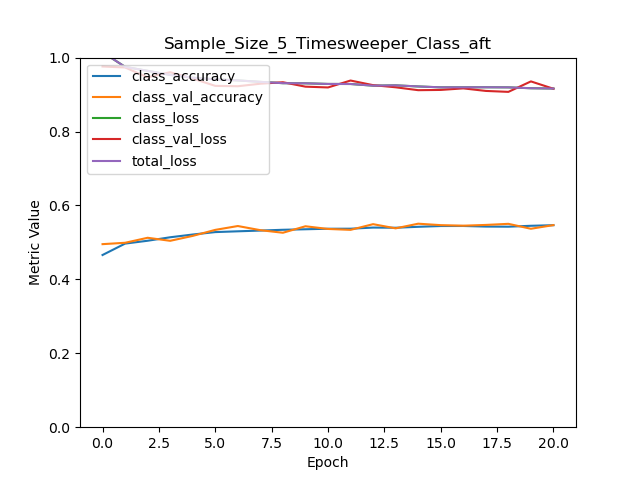 Sample_Size_5_Timesweeper_Class_aft
1.0
0.8
0.6
0.4
0.2
0.0
Metric Value
class_accuracy
class_val_accuracy
class_loss
class_val_loss
total_loss
0.0 2.5 5.0 7.5 10.0 12.5 15.0 17.5 20.0
Epoch